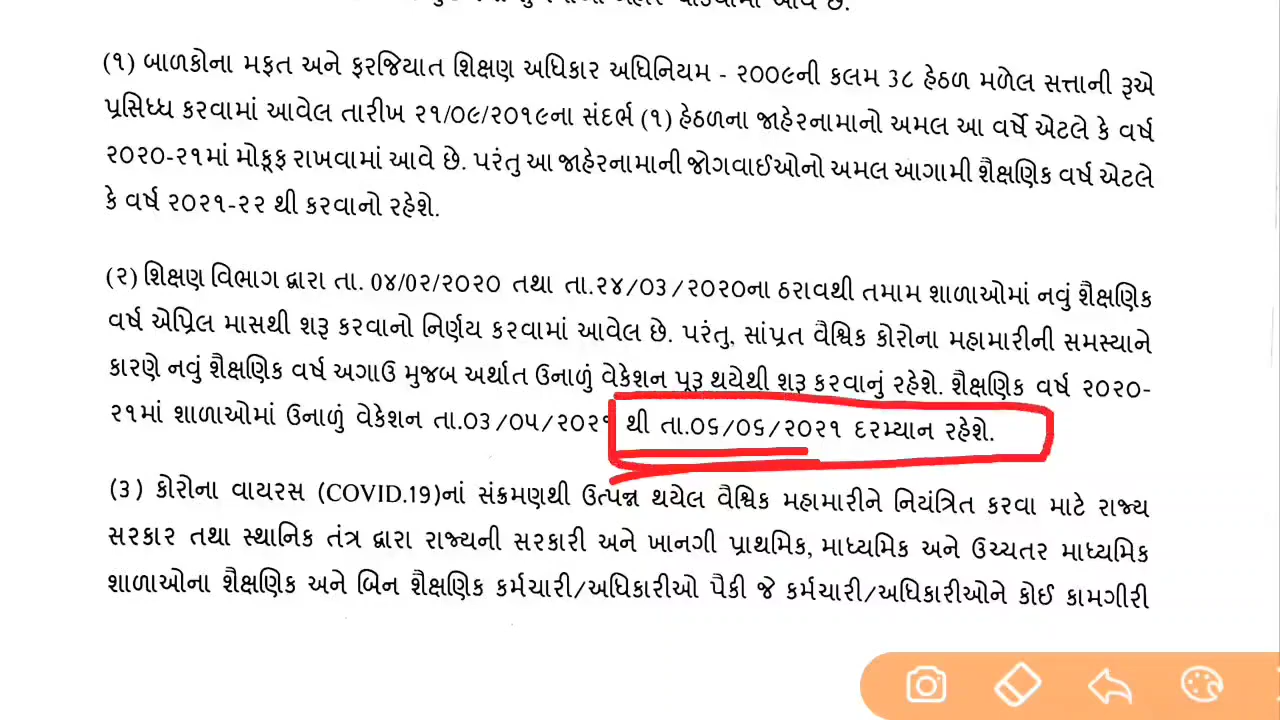 આવે છે.
(૧) બાળકોના મફત અને ફરજિયાત શિક્ષણ અધિકાર અધિનિયમ - ૨૦૦૯ની કલમ ૩૮ હેઠળ મળેલ સત્તાની રૂએ
પ્રસિધ્ધ કરવામાં આવેલ તારીખ ૨૧/૦૯/૨૦૧૯ના સંદર્ભ (૧) હેઠળના જાહેરનામાનો અમલ આ વર્ષે એટલે કે વર્ષ
૨૦૨૦-૨૧માં મોકૂફ રાખવામાં આવે છે. પરંતુ આ જાહેરનામાની જોગવાઈઓનો અમલ આગામી શૈક્ષણિક વર્ષ એટલે
કે વર્ષ ૨૦૨૧-૨૨ થી કરવાનો રહેશે.
(૨) શિક્ષણ વિભાગ દ્વારા તા. ૦૪/૦૨/૨૦૨૦ તથા તા.૨૪/૦૩/૨૦૨૦ના ઠરાવથી તમામ શાળાઓમાં નવું શૈક્ષણિક
વર્ષ એપ્રિલ માસથી શરૂ કરવાનો નિર્ણય કરવામાં આવેલ છે. પરંતુ, સાંપ્રત વૈશ્વિક કોરોના મહામારીની સમસ્યાને
કારણે નવું શૈક્ષણિક વર્ષ અગાઉ મુજબ અર્થાત ઉનાળું વેકેશન પૂરૂ થયેથી શરૂ કરવાનું રહેશે. શૈક્ષણિક વર્ષ ૨૦૨૦-
૨૧માં શાળાઓમાં ઉનાળું વેકેશન તા.૦૩/૦૫/૨૦૨૧ થી તા.૦૬/૦૬/૨૦૨૧ દરમ્યાન રહેશે.
(૩) કોરોના વાયરસ (COVID.19)નાં સંક્રમણથી ઉત્પન્ન થયેલ વૈશ્વિક મહામારીને નિયંત્રિત કરવા માટે રાજ્ય
સરકાર તથા સ્થાનિક તંત્ર દ્વારા રાજ્યની સરકારી અને ખાનગી પ્રાથમિક, માધ્યમિક અને ઉચ્ચતર માધ્યમિક
શાળાઓના શૈક્ષણિક અને બિન શૈક્ષણિક કર્મચારી/અધિકારીઓ પૈકી જે કર્મચારી/અધિકારીઓને કોઈ કામગીરી